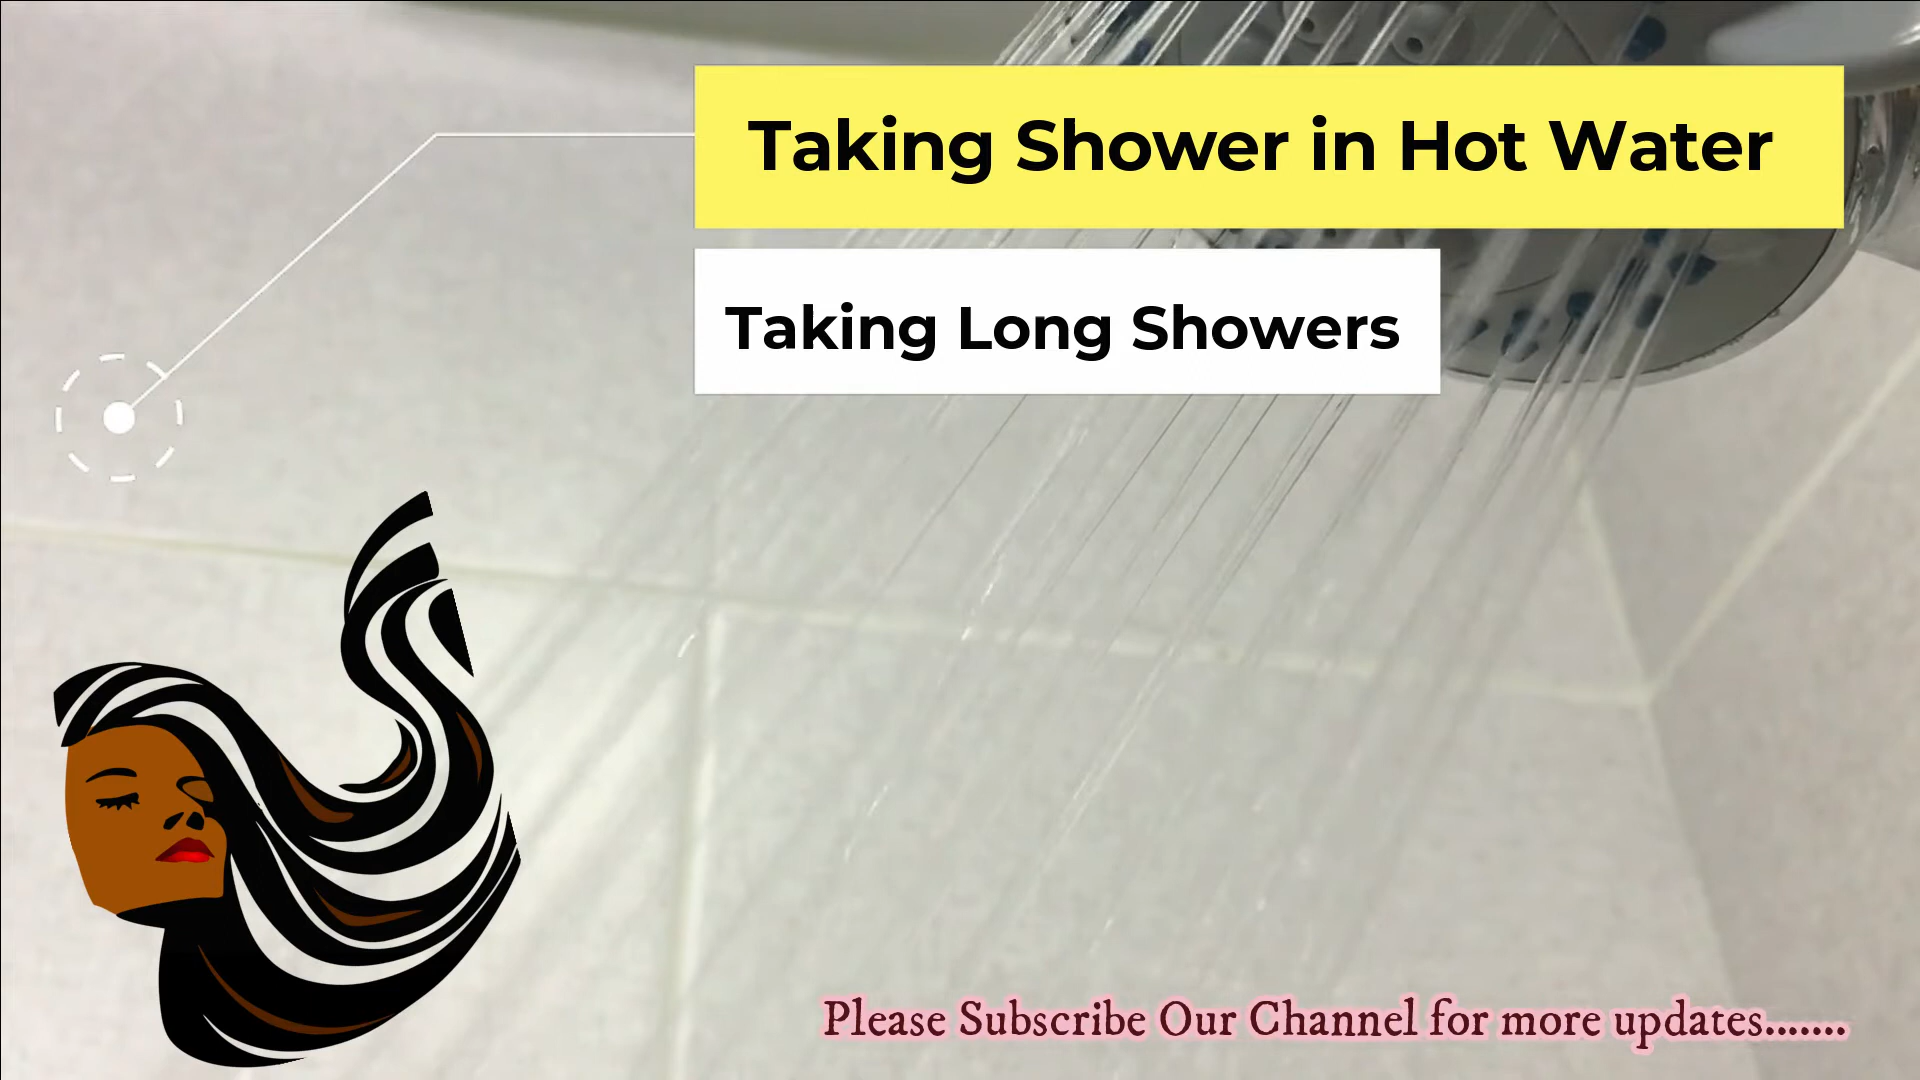 Taking Shower in Hot Water
Taking Long Showers
Please Subscribe Our Channel for more updates.......